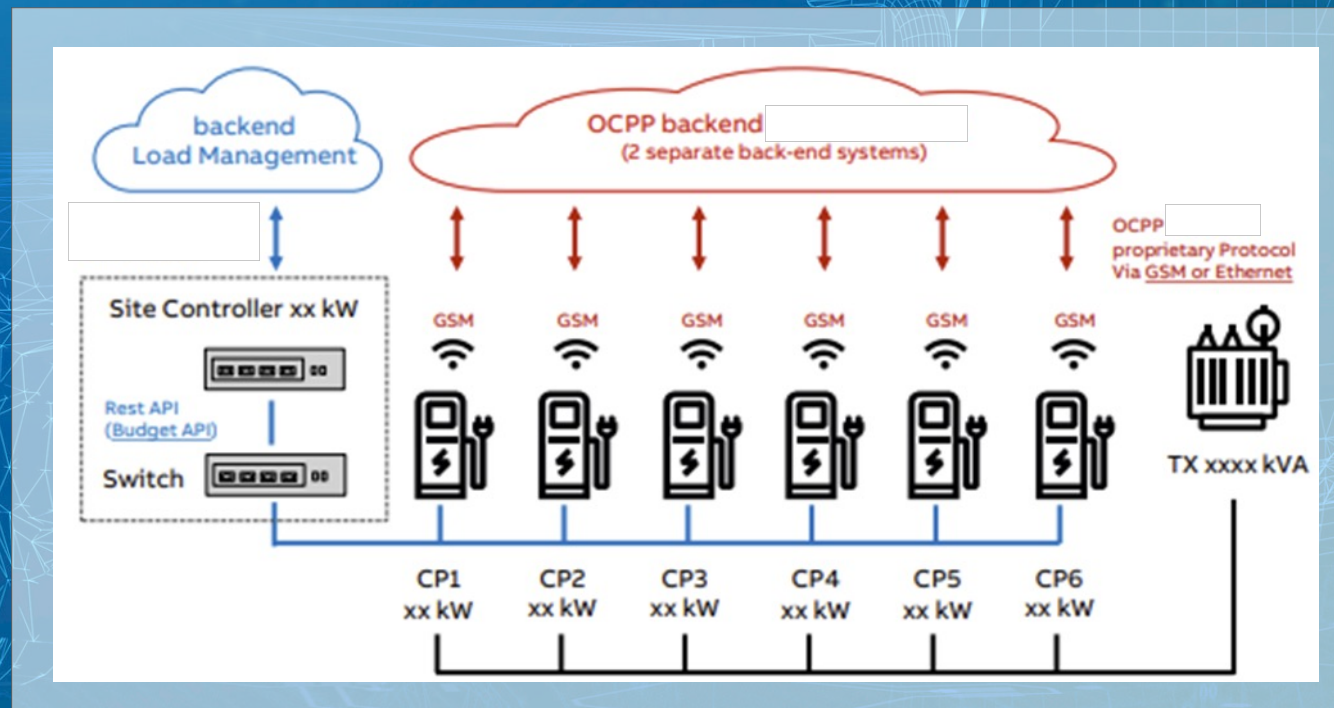 backend
Load Management
OCPP backend
(2 separate back-end systems)
OCPP
proprietary Protocol
Via GSM or Ethernet
Site Controller xx kW
GSM
GSM
GSM
GSM
GSM
GSM
Rest API
(Budget API)
Switch
TX xxxx kVA
CP1
xx kW
CP2
xx kW
CP3
xx kW
CP4
xx kW
CP5
xx kW
CP6
xx kW